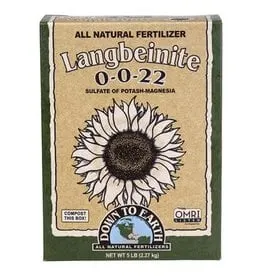 ALL NATURAL FERTILIZER
Langbeinite
0-0-22
SULFATE OF POTASH-MAGNESIA
COMPOST
THIS BOX!
OMRI
LISTED
DOWN TO EARTH
ALL NATURAL FERTILIZERS
NET WT 5 LB (2.27 kg)